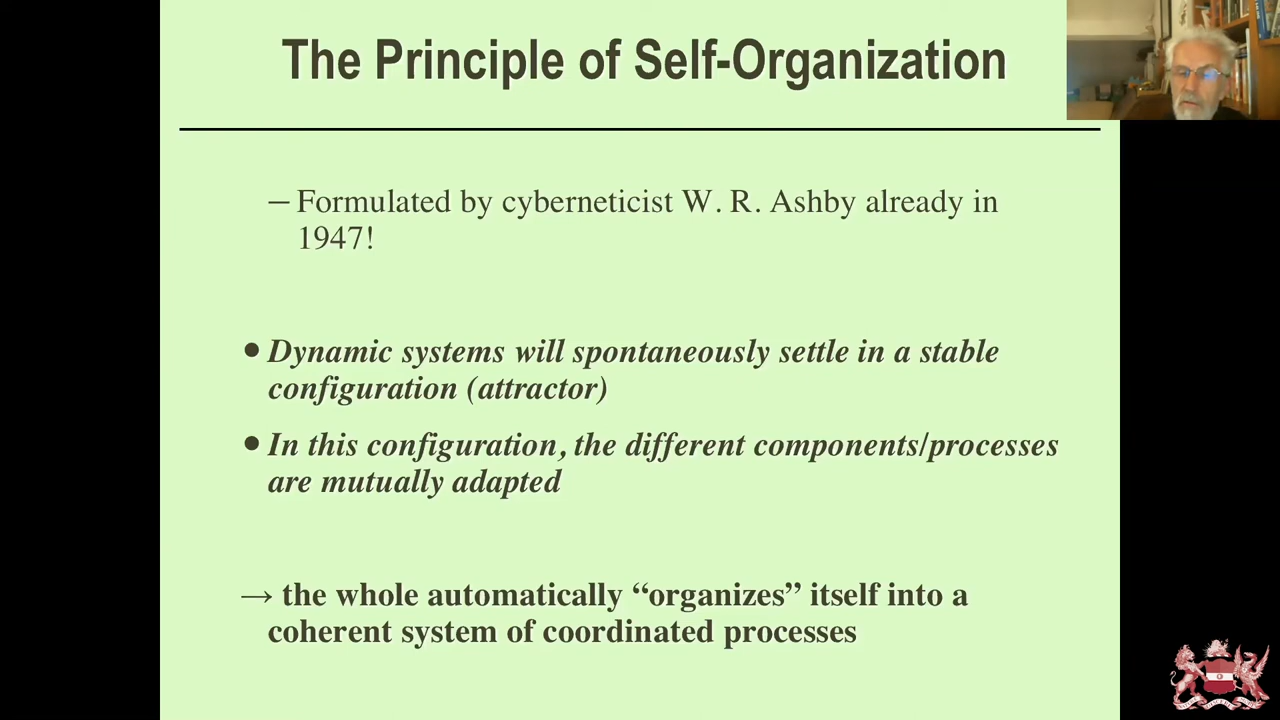 The Principle of Self-Organization
– Formulated by cyberneticist W. R. Ashby already in
1947!
• Dynamic systems will spontaneously settle in a stable
configuration (attractor)
• In this configuration, the different components/processes
are mutually adapted
→ the whole automatically “organizes” itself into a
coherent system of coordinated processes